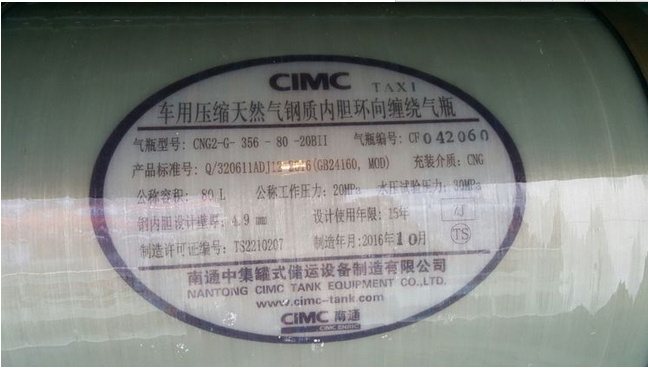 CIMC TAXI
车用压缩天然气钢质内胆环向缠绕气瓶
气瓶型号: CNG2-G- 356 - 80 -20BII 气瓶编号: CF042060
产品标准号: Q/320611ADJ12-2016(GB24160, MOD) 充装介质: CNG
公称容积: 80 L 公称工作压力: 20MPa 水压试验压力: 30MPa
钢内胆设计壁厚: 4.9 mm 设计使用年限: 15年
制造许可证编号: TS2210207 制造年月: 2016年10月
TS
南通中集罐式储运设备制造有限公司
NANTONG CIMC TANK EQUIPMENT CO.,LTD.
www.cimc-tank.com
CIMC 南通
CIMC ENRIC